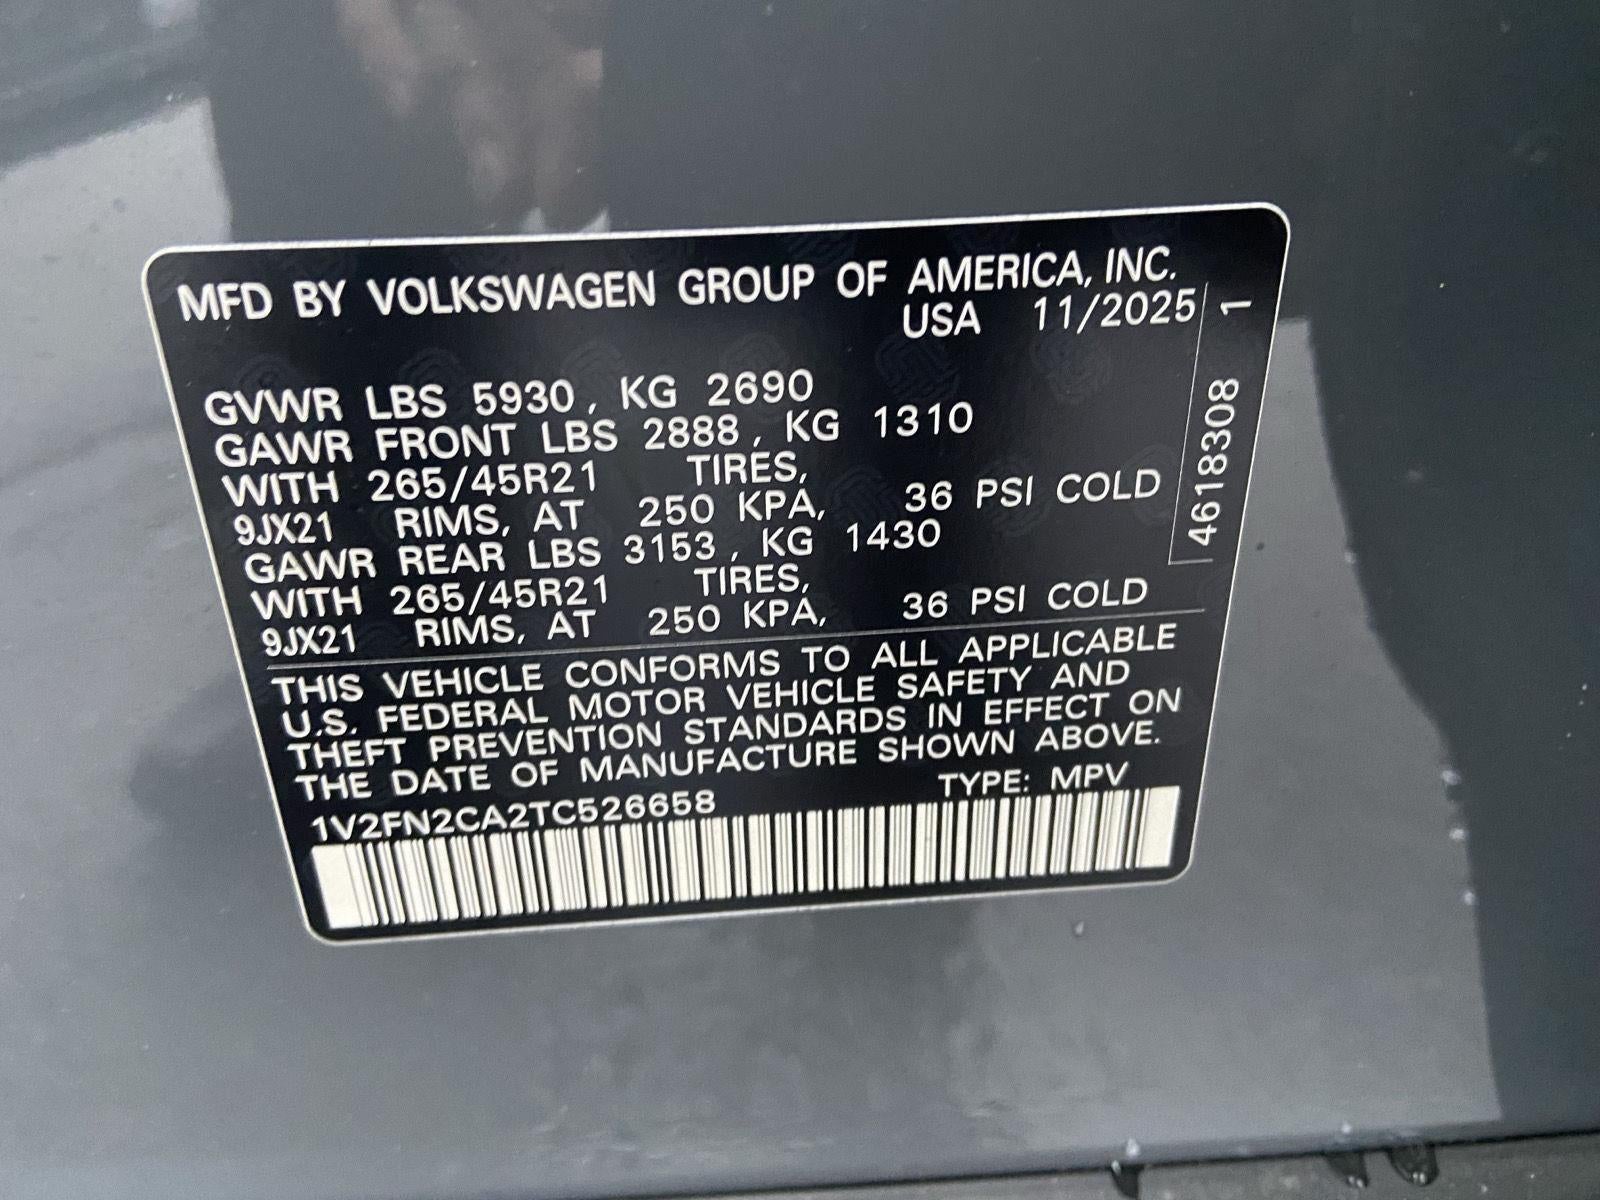 MFD BY VOLKSWAGEN GROUP OF AMERICA, INC.
USA 11/2025
GVWR LBS 5930, KG 2690
GAWR FRONT LBS 2888, KG 1310
WITH 265/45R21 TIRES,
9JX21 RIMS, AT 250 KPA, 36 PSI COLD
GAWR REAR LBS 3153, KG 1430
WITH 265/45R21 TIRES,
9JX21 RIMS, AT 250 KPA, 36 PSI COLD
THIS VEHICLE CONFORMS TO ALL APPLICABLE
U.S. FEDERAL MOTOR VEHICLE SAFETY AND
THEFT PREVENTION STANDARDS IN EFFECT ON
THE DATE OF MANUFACTURE SHOWN ABOVE.
1V2FN2CA2TC526658 TYPE: MPV
4618308 1